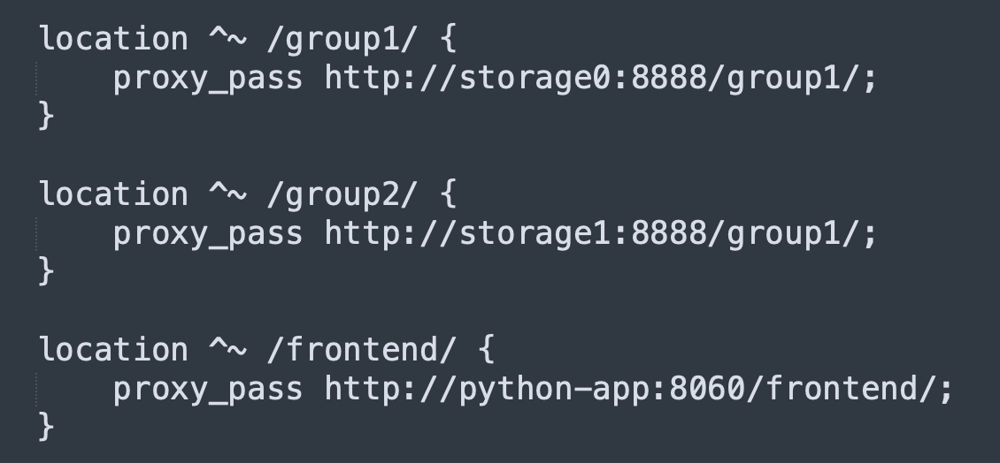 location ^~ /group1/ {
    proxy_pass http://storage0:8888/group1/;
}

location ^~ /group2/ {
    proxy_pass http://storage1:8888/group1/;
}

location ^~ /frontend/ {
    proxy_pass http://python-app:8060/frontend/;
}